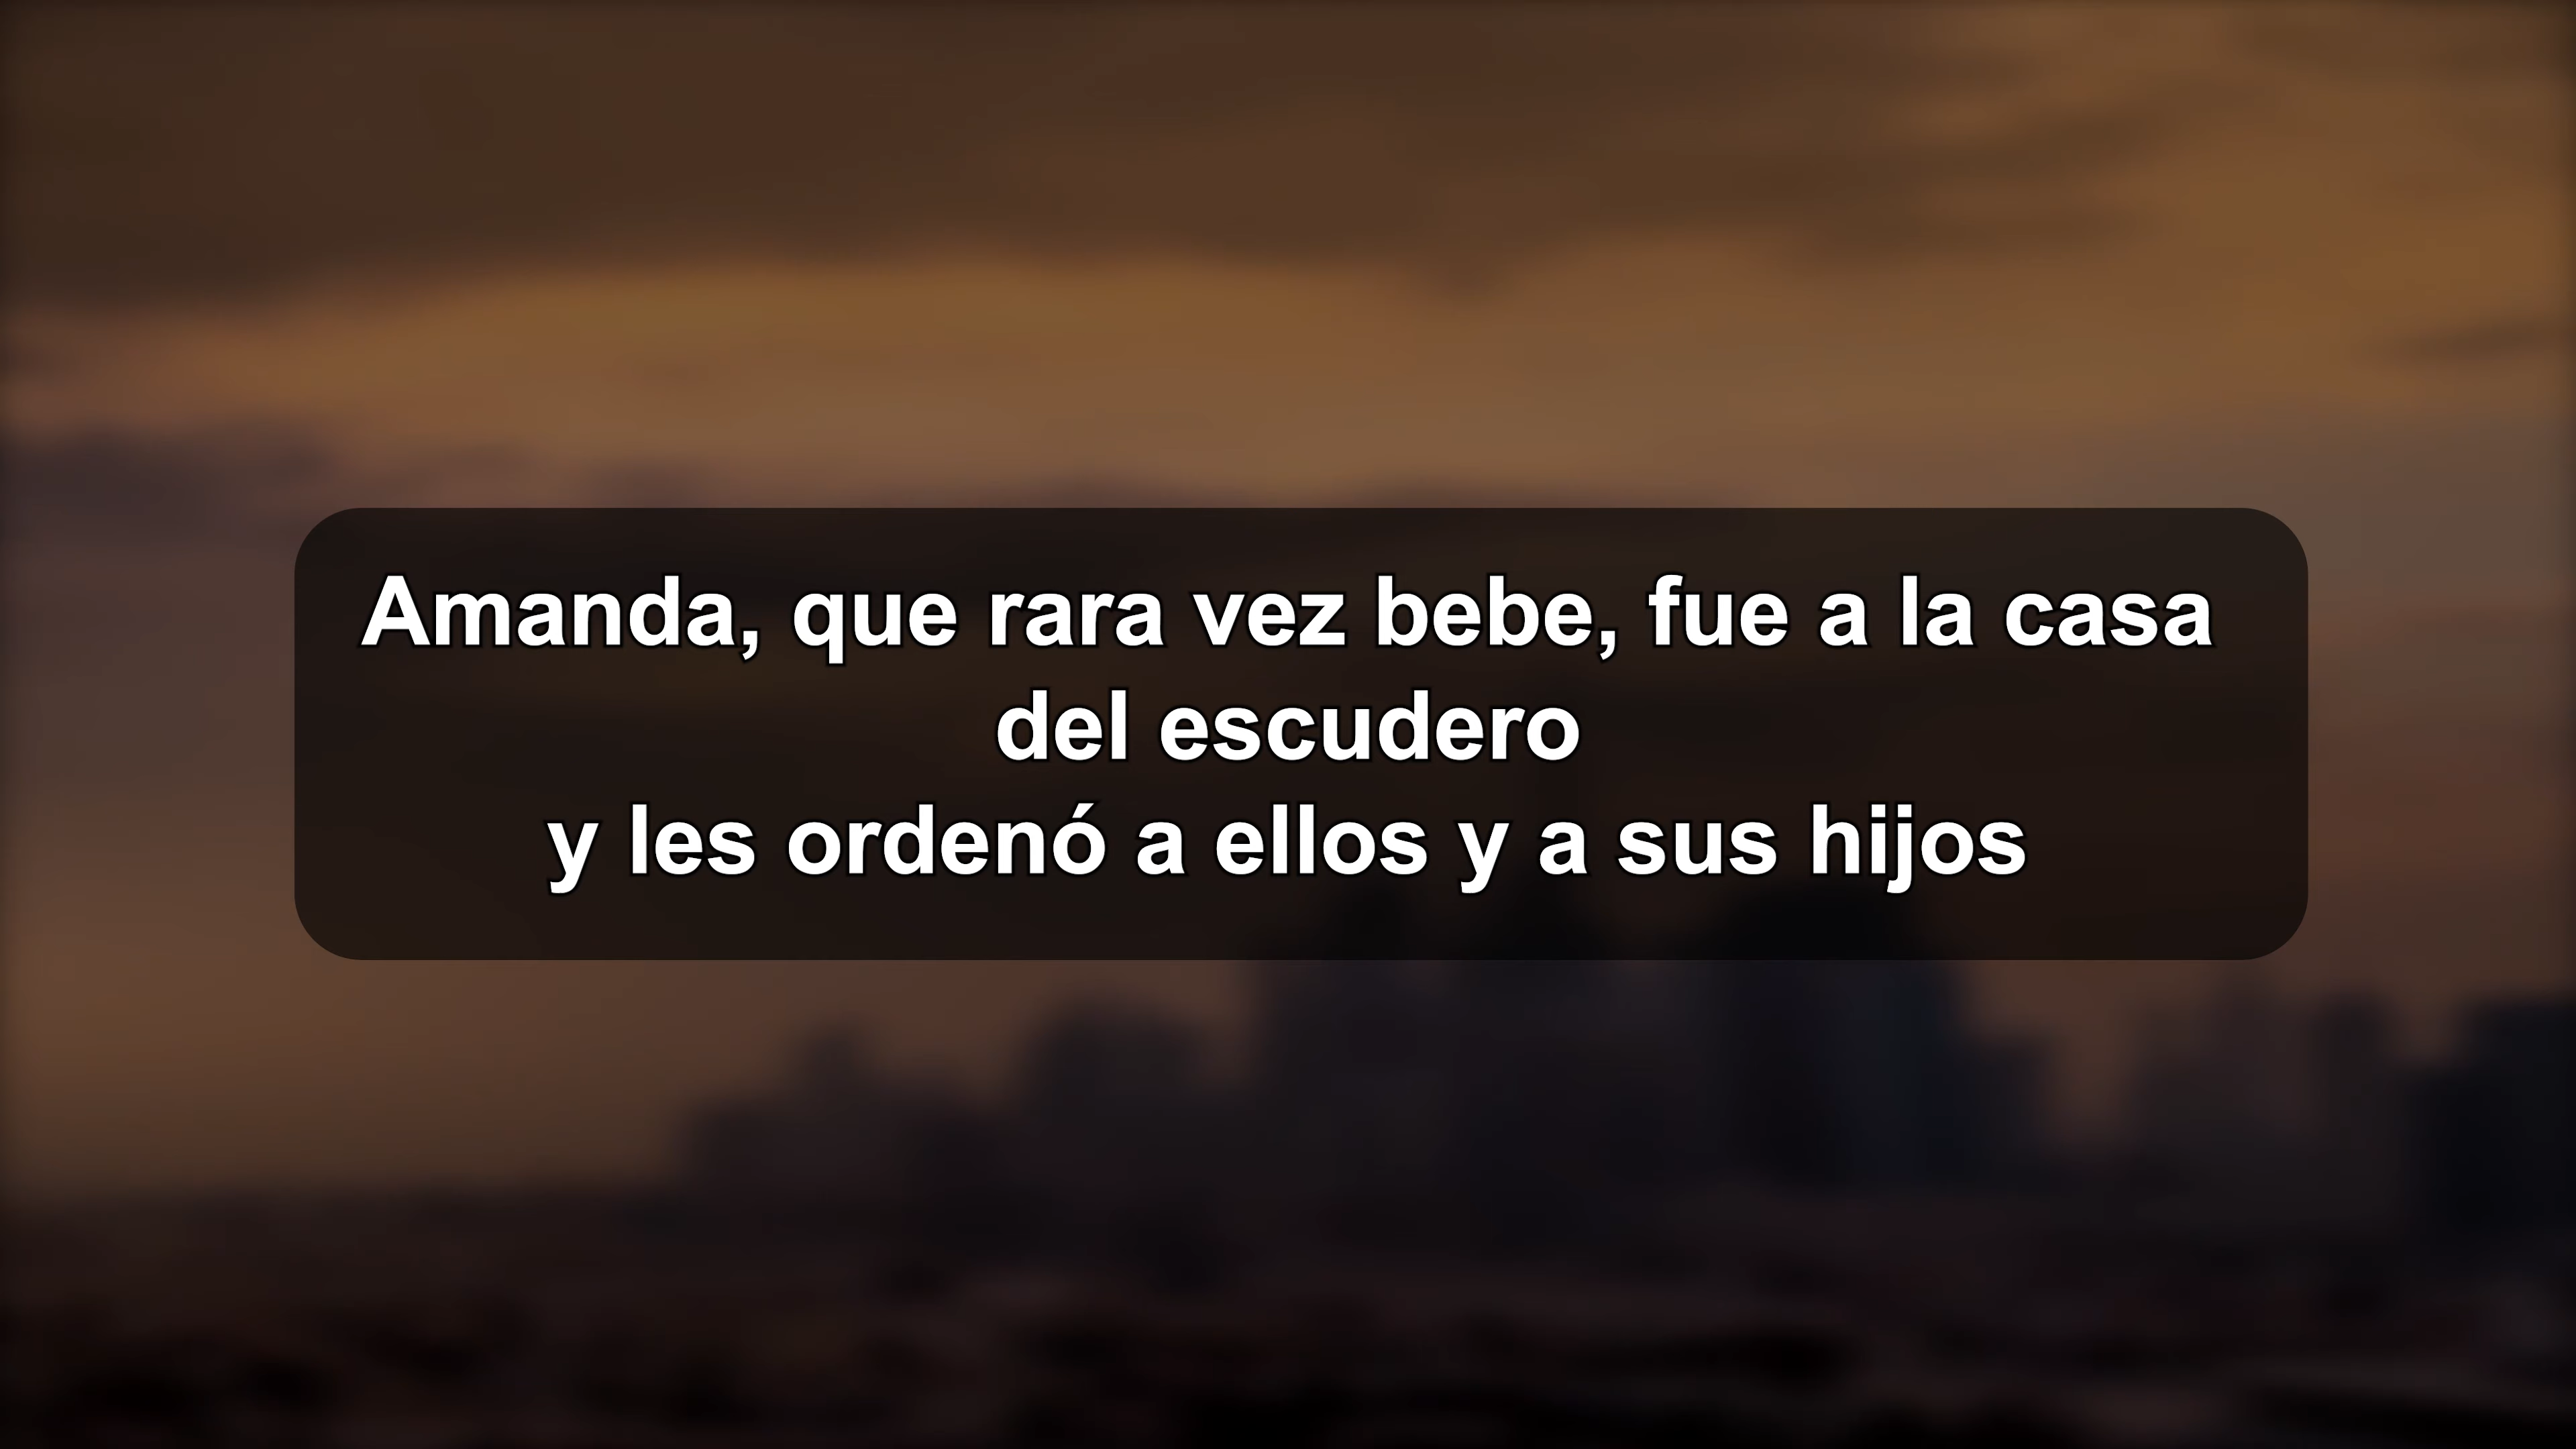 Amanda, que rara vez bebe, fue a la casa
del escudero
y les ordenó a ellos y a sus hijos